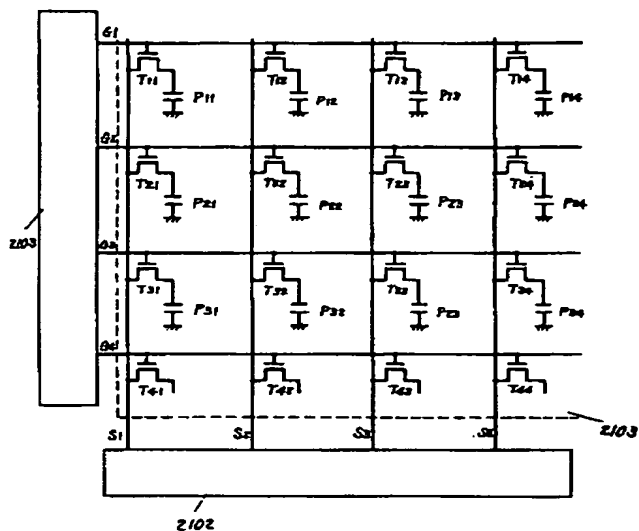 G1
T11 T12 T13 T14
P11 P12 P13 P14
G2
T21 T22 T23 T24
P21 P22 P23 P24
2103
G3
T31 T32 T33 T34
P31 P32 P33 P34
G4
T41 T42 T43 T44
S1 S2 S3
2103
2102